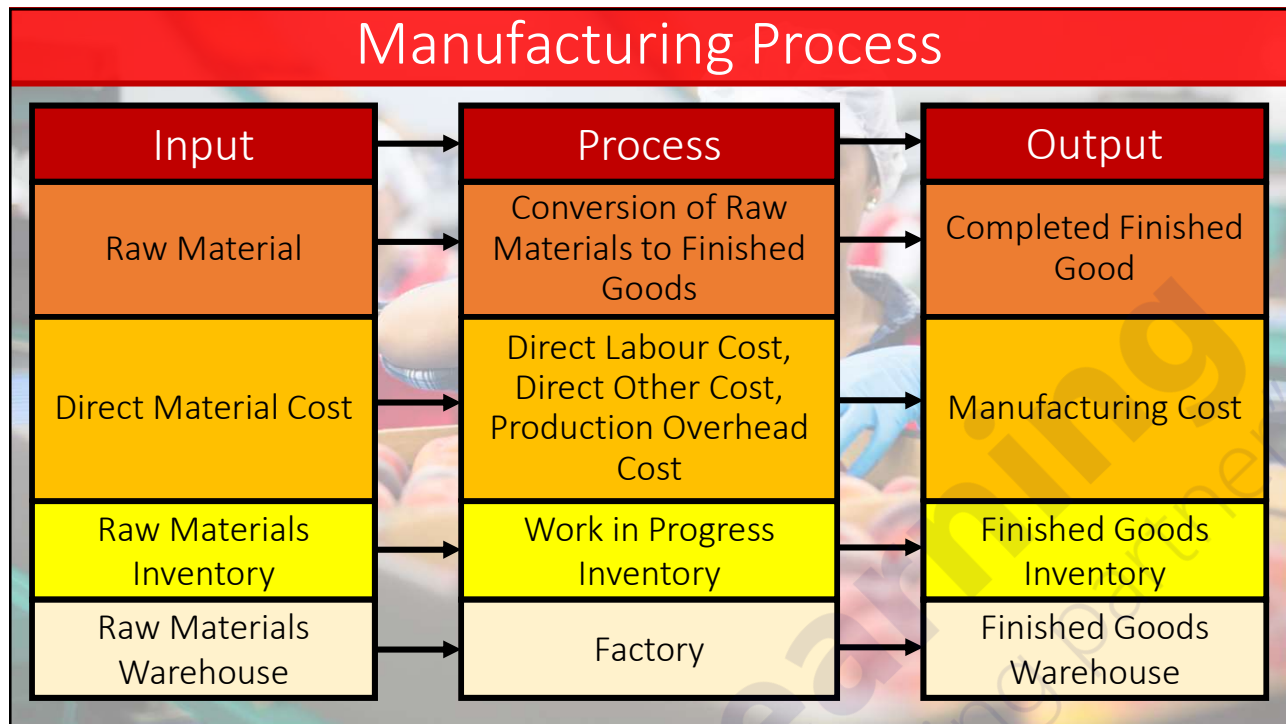 Manufacturing Process
Input
Process
Output
Raw Material
Conversion of Raw
Materials to Finished
Goods
Completed Finished
Good
Direct Material Cost
Direct Labour Cost,
Direct Other Cost,
Production Overhead
Cost
Manufacturing Cost
Raw Materials
Inventory
Work in Progress
Inventory
Finished Goods
Inventory
Raw Materials
Warehouse
Factory
Finished Goods
Warehouse